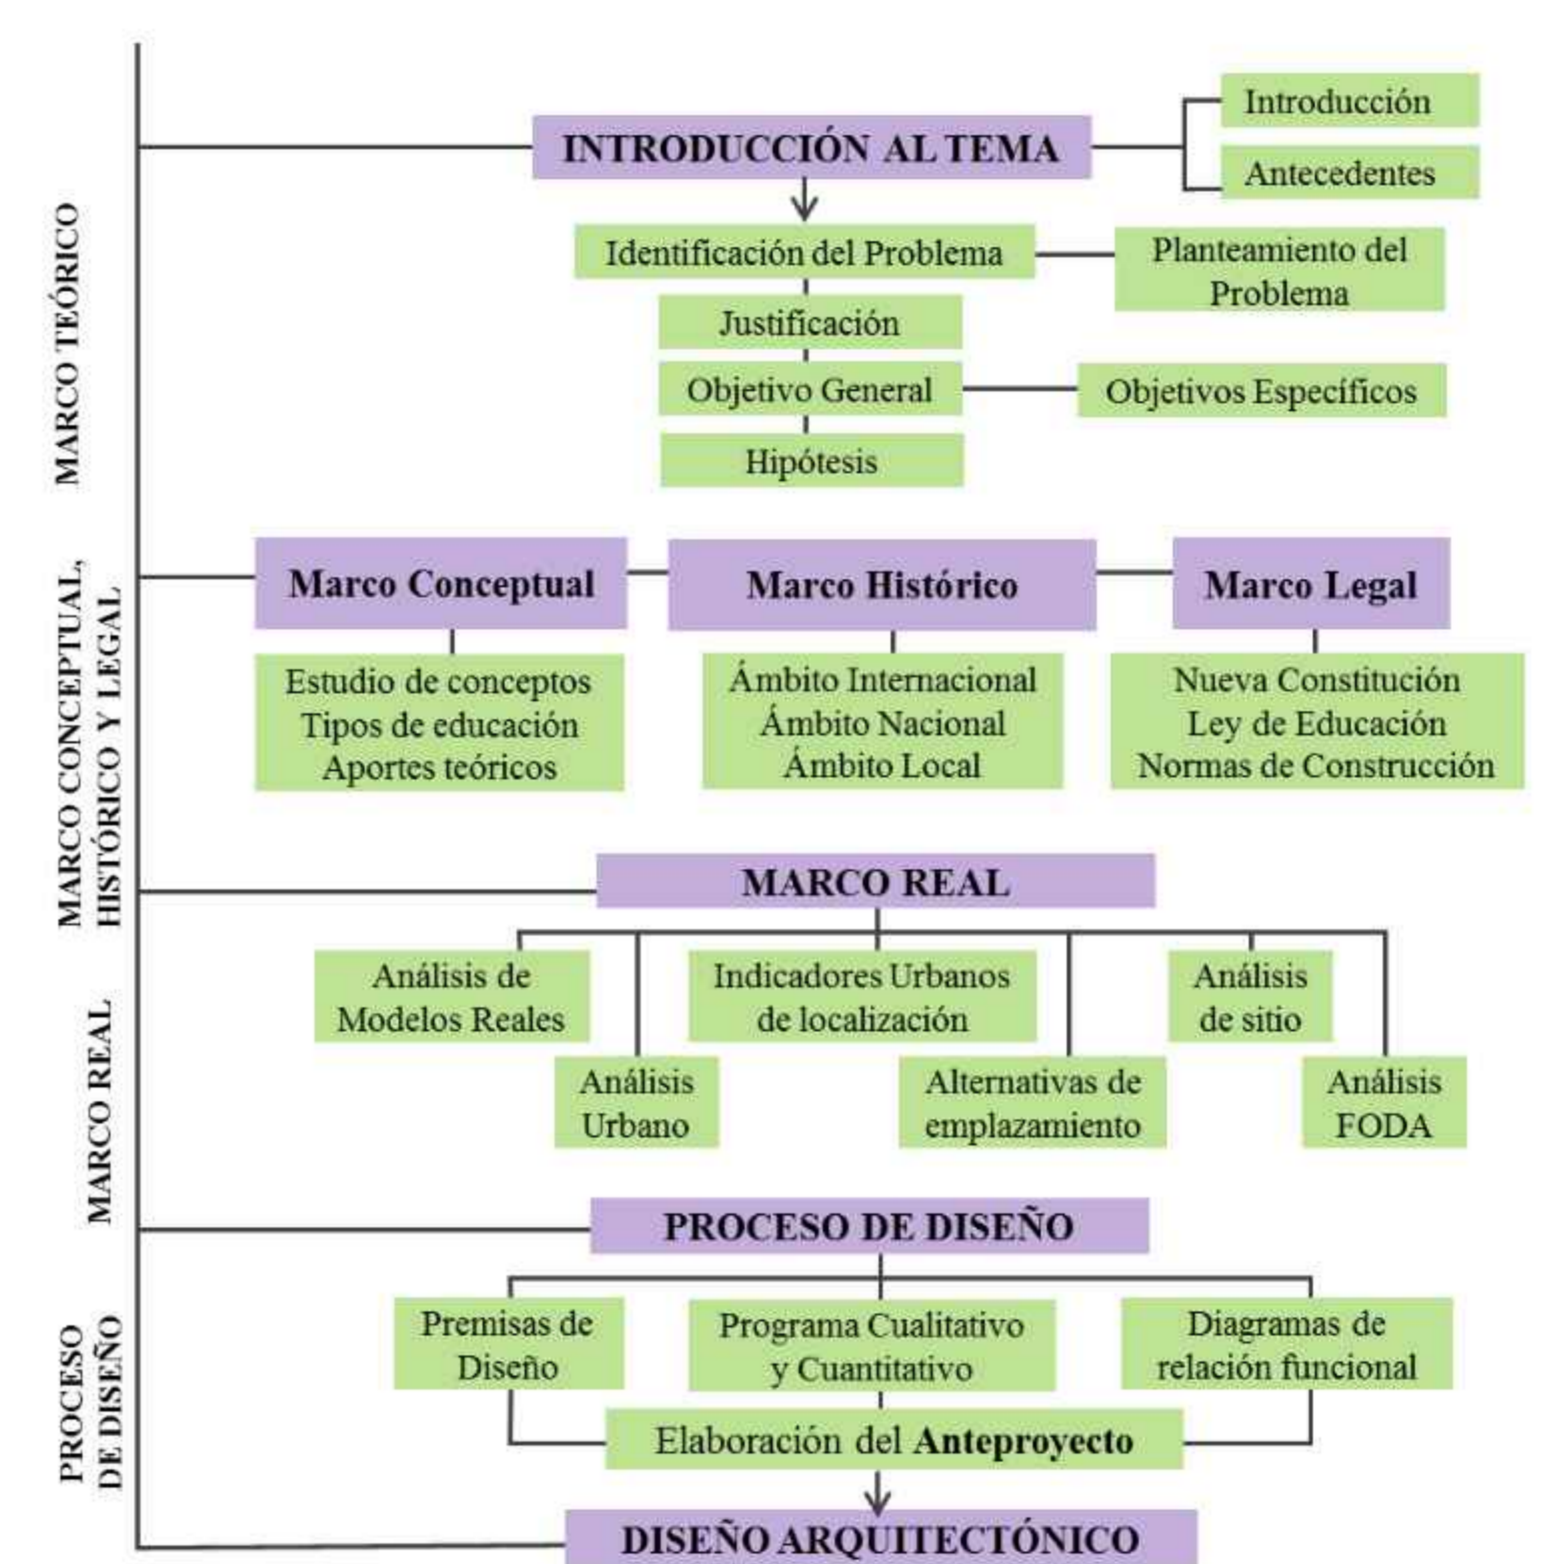 MARCO TEÓRICO
INTRODUCCIÓN AL TEMA
Introducción
Antecedentes
Identificación del Problema
Planteamiento del
Problema
Justificación
Objetivo General
Objetivos Específicos
Hipótesis
MARCO CONCEPTUAL,
HISTÓRICO Y LEGAL
Marco Conceptual
Estudio de conceptos
Tipos de educación
Aportes teóricos
Marco Histórico
Ámbito Internacional
Ámbito Nacional
Ámbito Local
Marco Legal
Nueva Constitución
Ley de Educación
Normas de Construcción
MARCO REAL
MARCO REAL
Análisis de
Modelos Reales
Análisis
Urbano
Indicadores Urbanos
de localización
Alternativas de
emplazamiento
Análisis
de sitio
Análisis
FODA
PROCESO
DE DISEÑO
PROCESO DE DISEÑO
Premisas de
Diseño
Programa Cualitativo
y Cuantitativo
Diagramas de
relación funcional
Elaboración del Anteproyecto
DISEÑO ARQUITECTÓNICO